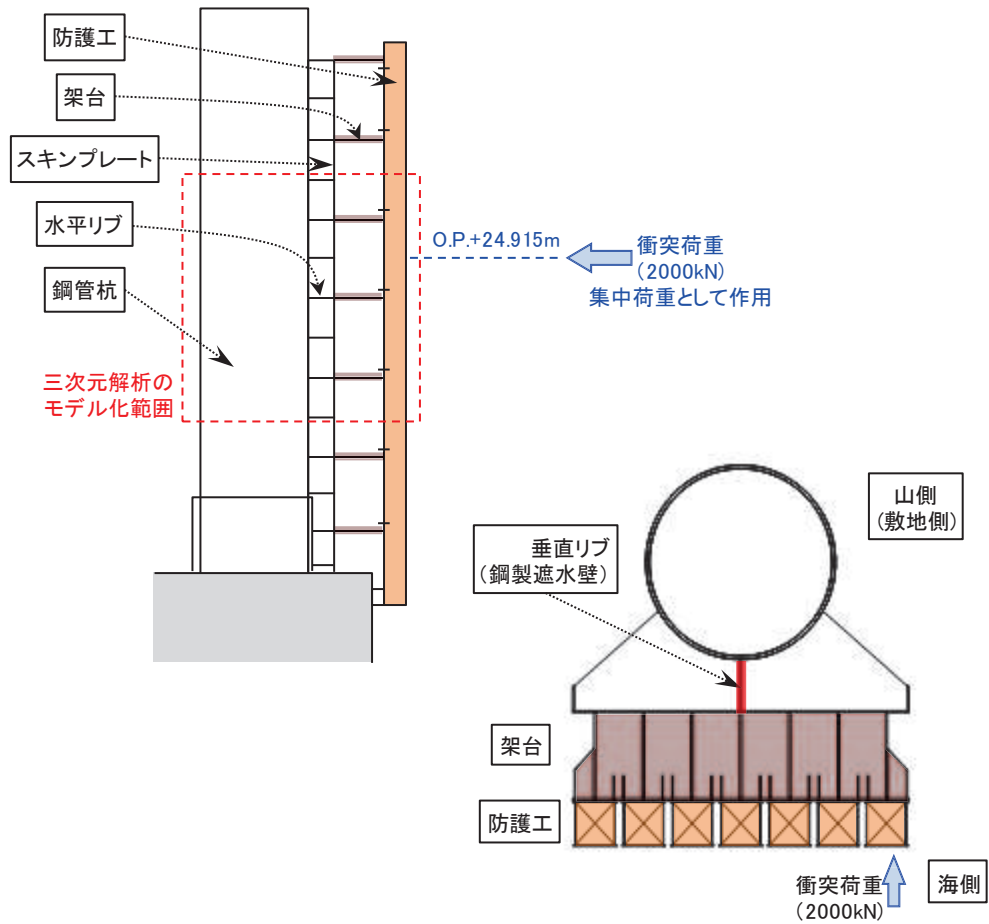 防護工
架台
スキンプレート
水平リブ
鋼管杭
三次元解析の
モデル化範囲
O.P.+24.915m
衝突荷重
(2000kN)
集中荷重として作用
山側
(敷地側)
垂直リブ
(鋼製遮水壁)
架台
防護工
衝突荷重
(2000kN)
海側